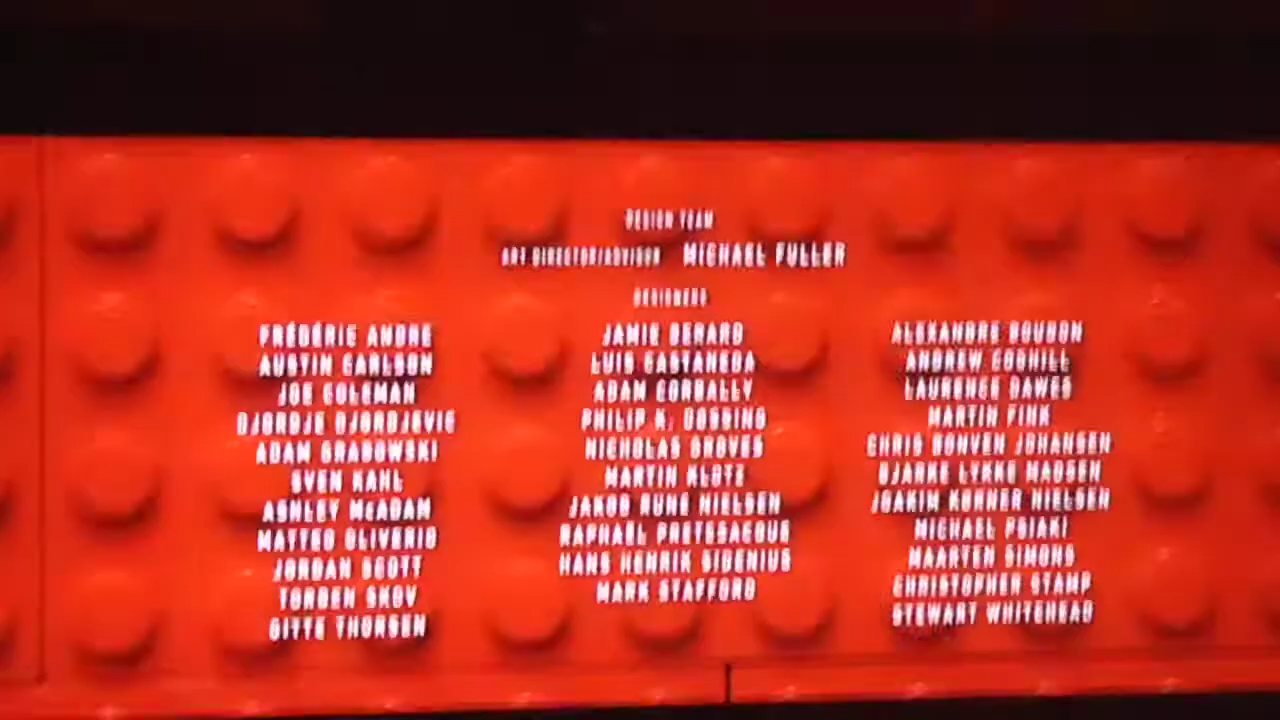 DESIGN TEAM
ART DIRECTOR/ADVISOR MICHAEL FULLER
DESIGNERS
FRÉDÉRIC ANDRE
AUSTIN CARLSON
JOE COLEMAN
DJORDJE DJORDJEVIC
ADAM GRABOWSKI
SVEN KAHL
ASHLEY McADAM
MATTEO OLIVERIO
JORDAN SCOTT
TORBEN SKOV
GITTE THORSEN
JAMIE BERARD
LUIS CASTANEDA
ADAM CORBALLY
PHILIP K. DOBBING
NICHOLAS GROVES
MARTIN KLOTZ
JAKOB RUNE NIELSEN
RAPHAEL PRETESACQUE
HANS HENRIK SIDENIUS
MARK STAFFORD
ALEXANDRE BOUDON
ANDREW COGHILL
LAURENCE DAWES
MARTIN FINK
CHRIS BONVEN JOHANSEN
BJARKE LYKKE MADSEN
JOAKIM KØRNER NIELSEN
MICHAEL PSIAKI
MAARTEN SIMONS
CHRISTOPHER STAMP
STEWART WHITEHEAD